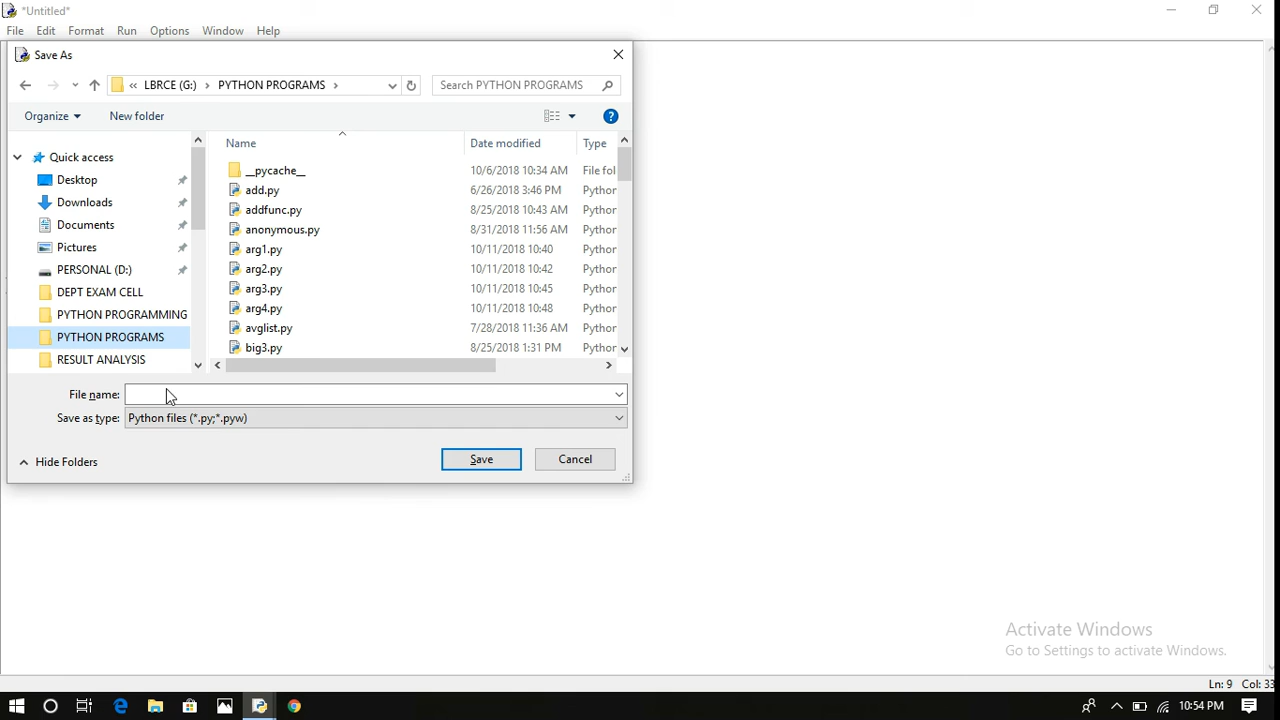 *Untitled*
File Edit Format Run Options Window Help
Save As
« LBRCE (G:) › PYTHON PROGRAMS ›
Search PYTHON PROGRAMS
Organize New folder
Name Date modified Type
Quick access
Desktop
Downloads
Documents
Pictures
PERSONAL (D:)
DEPT EXAM CELL
PYTHON PROGRAMMING
PYTHON PROGRAMS
RESULT ANALYSIS
__pycache__ 10/6/2018 10:34 AM File fol
add.py 6/26/2018 3:46 PM Python
addfunc.py 8/25/2018 10:43 AM Python
anonymous.py 8/31/2018 11:56 AM Python
arg1.py 10/11/2018 10:40 Python
arg2.py 10/11/2018 10:42 Python
arg3.py 10/11/2018 10:45 Python
arg4.py 10/11/2018 10:48 Python
avglist.py 7/28/2018 11:36 AM Python
big3.py 8/25/2018 1:31 PM Python
File name:
Save as type: Python files (*.py;*.pyw)
Hide Folders
Save Cancel
Activate Windows
Go to Settings to activate Windows.
Ln: 9 Col: 33
10:54 PM